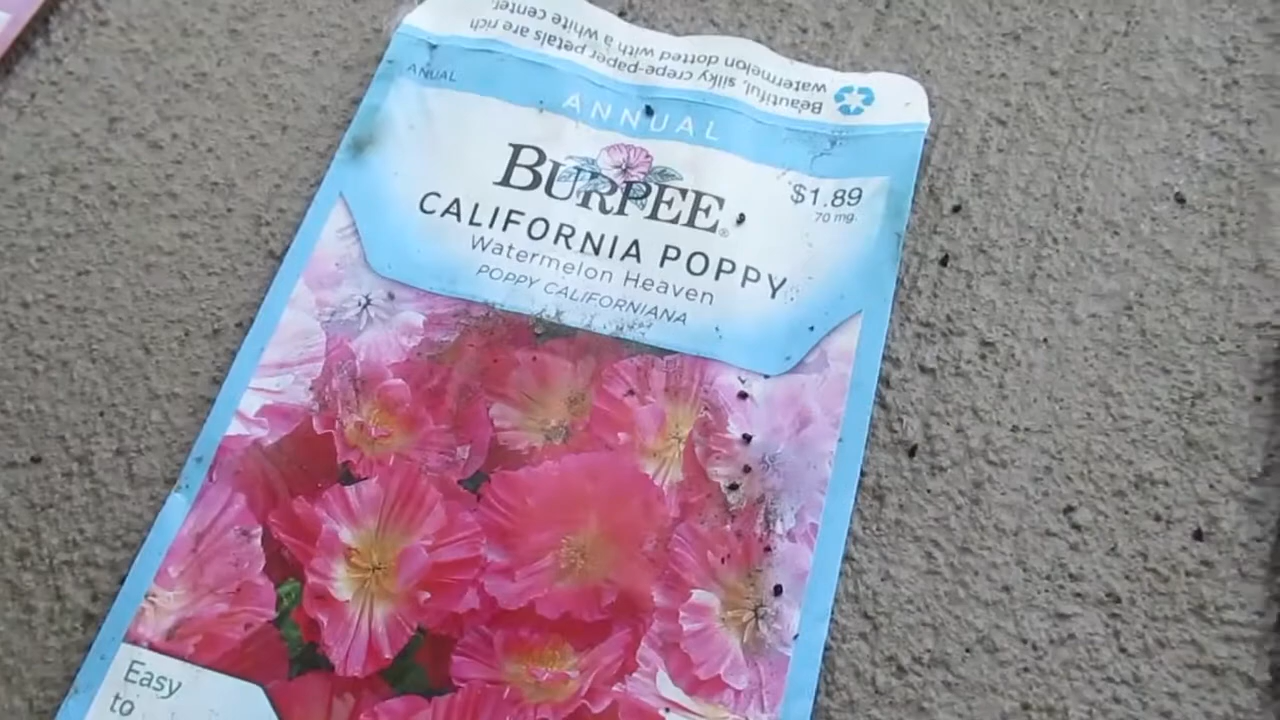 Beautiful, silky crepe-paper-paper petals are rich
watermelon dotted with a white center.
ANUAL
ANNUAL
BURPEE®
$1.89
70 mg.
CALIFORNIA POPPY
Watermelon Heaven
POPPY CALIFORNIANA
Easy
to